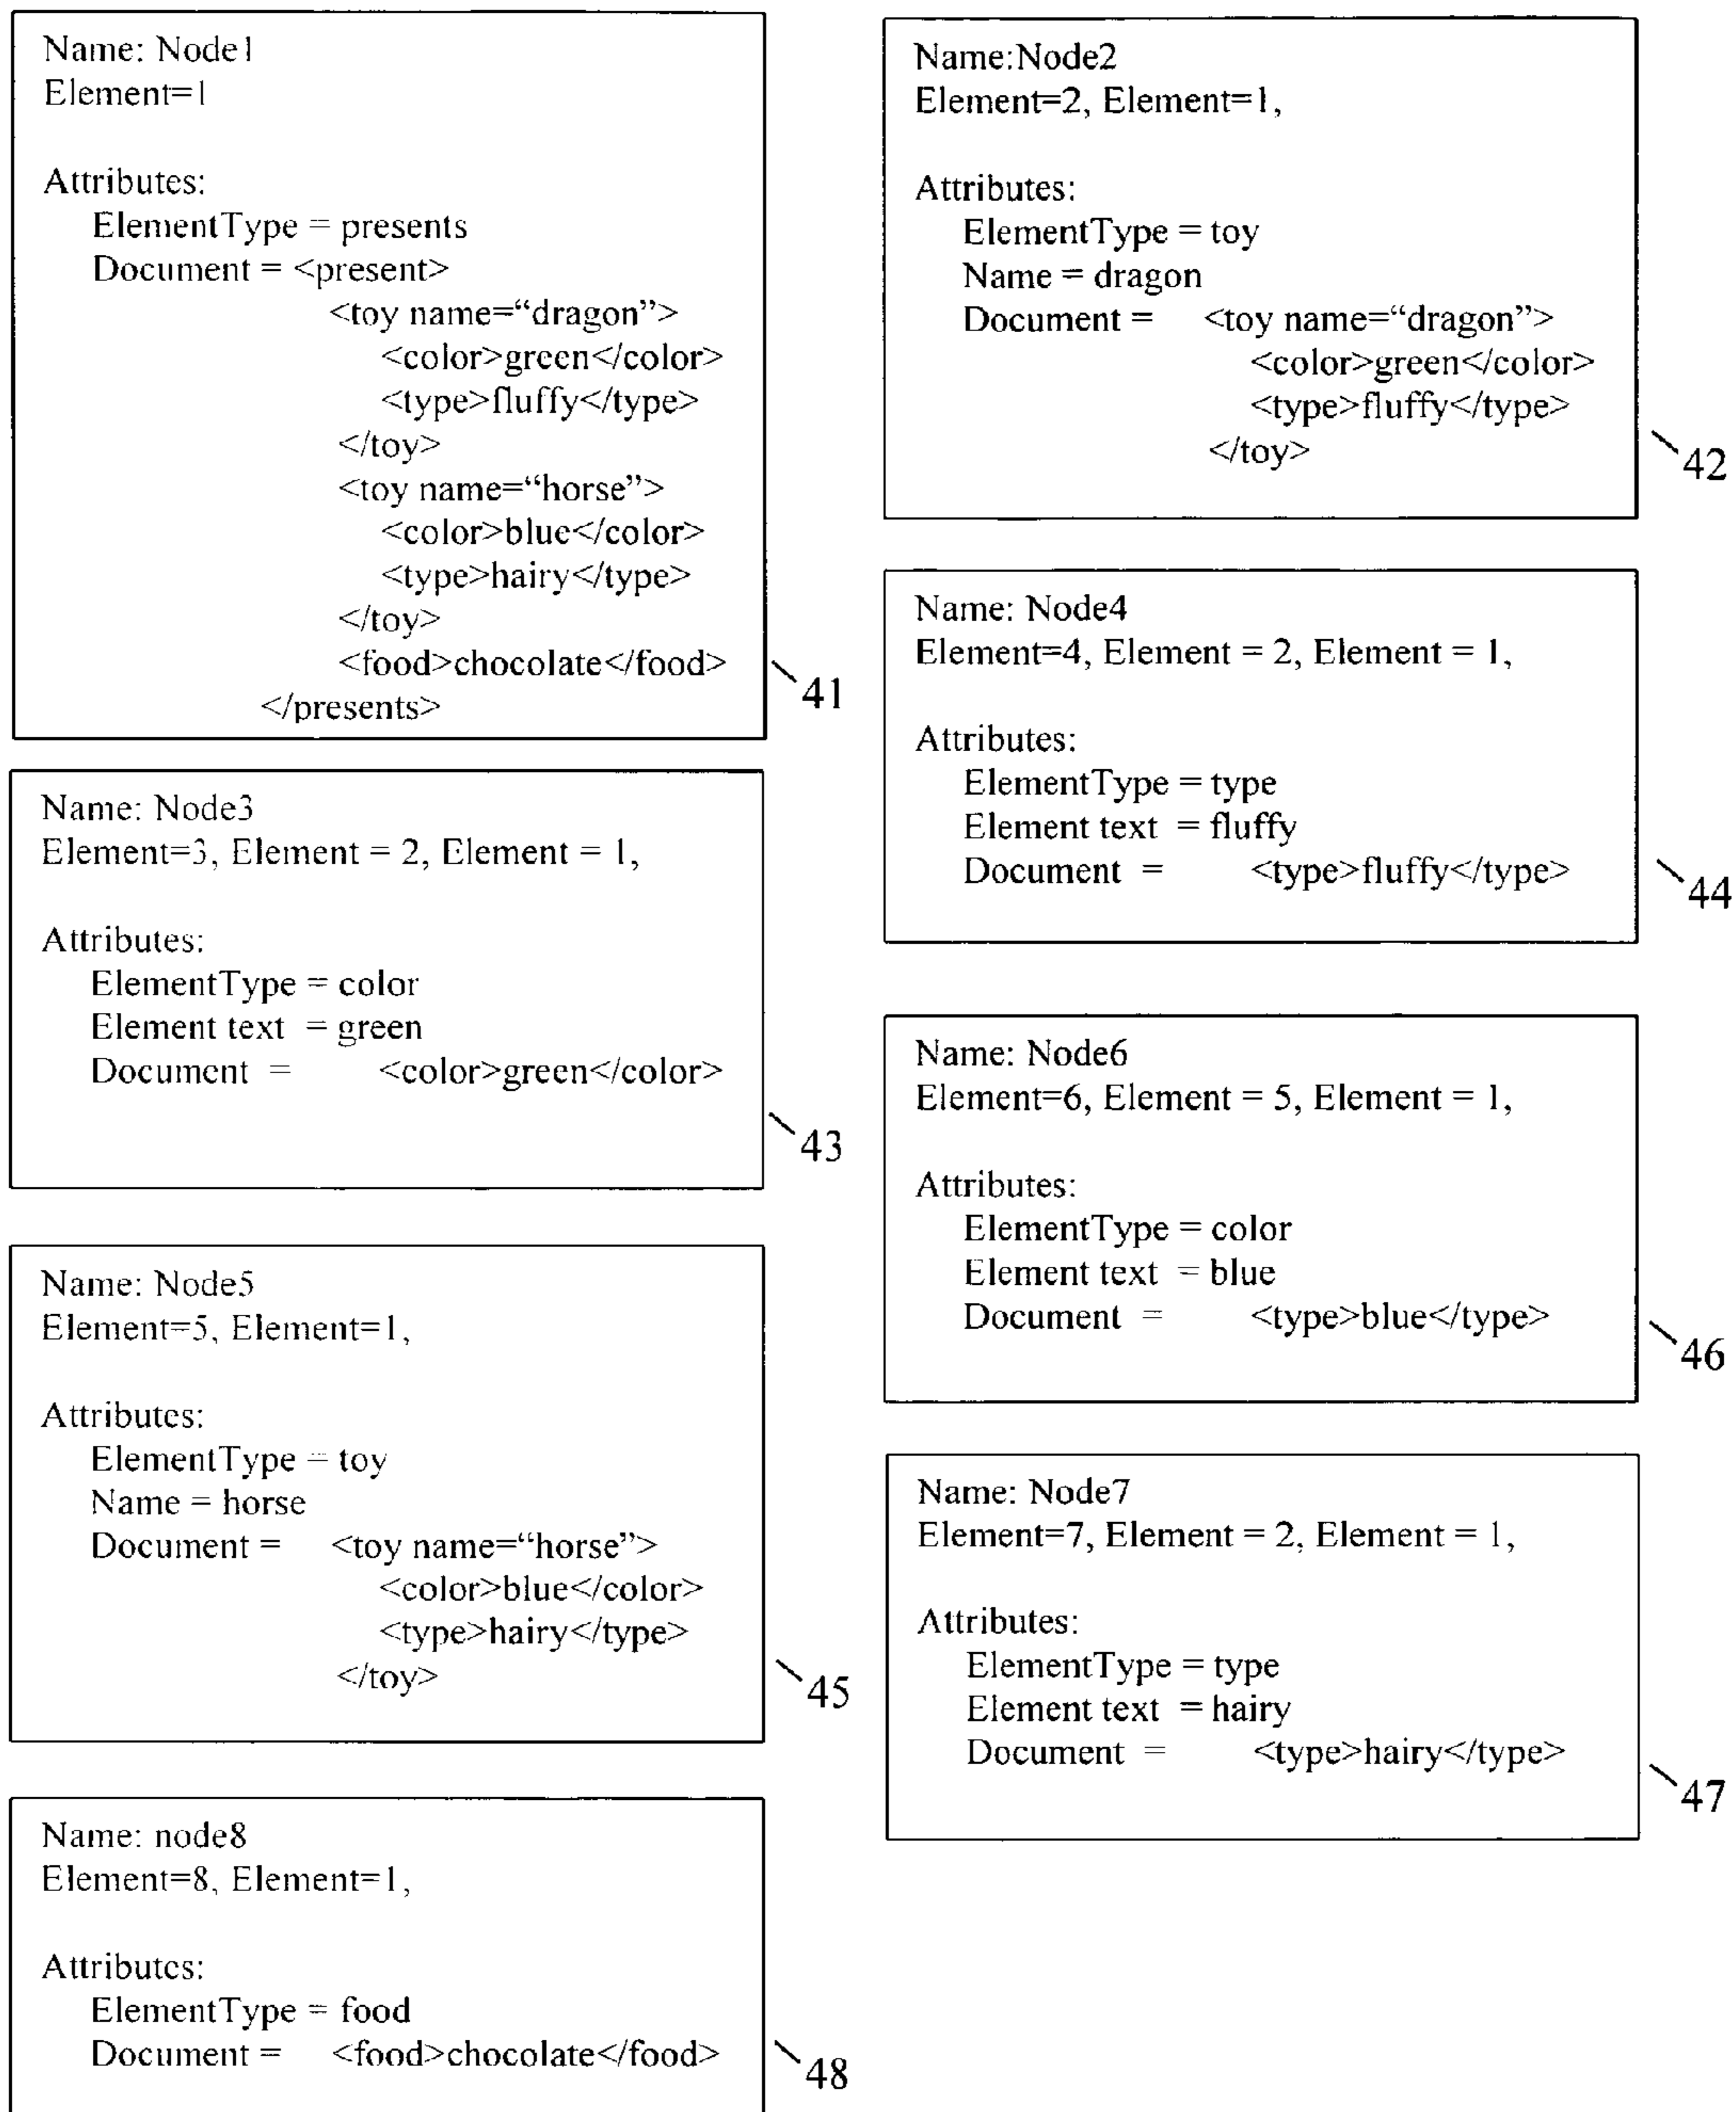 Name: Node1
Element=1
Attributes:
ElementType = presents
Document = <present>
<toy name=“dragon”>
<color>green</color>
<type>fluffy</type>
</toy>
<toy name=“horse”>
<color>blue</color>
<type>hairy</type>
</toy>
<food>chocolate</food>
</presents>
41
Name:Node2
Element=2, Element=1,
Attributes:
ElementType = toy
Name = dragon
Document = <toy name=“dragon”>
<color>green</color>
<type>fluffy</type>
</toy>
42
Name: Node3
Element=3, Element = 2, Element = 1,
Attributes:
ElementType = color
Element text = green
Document = <color>green</color>
43
Name: Node4
Element=4, Element = 2, Element = 1,
Attributes:
ElementType = type
Element text = fluffy
Document = <type>fluffy</type>
44
Name: Node5
Element=5, Element=1,
Attributes:
ElementType = toy
Name = horse
Document = <toy name=“horse”>
<color>blue</color>
<type>hairy</type>
</toy>
45
Name: Node6
Element=6, Element = 5, Element = 1,
Attributes:
ElementType = color
Element text = blue
Document = <type>blue</type>
46
Name: Node7
Element=7, Element = 2, Element = 1,
Attributes:
ElementType = type
Element text = hairy
Document = <type>hairy</type>
47
Name: node8
Element=8, Element=1,
Attributes:
ElementType = food
Document = <food>chocolate</food>
48